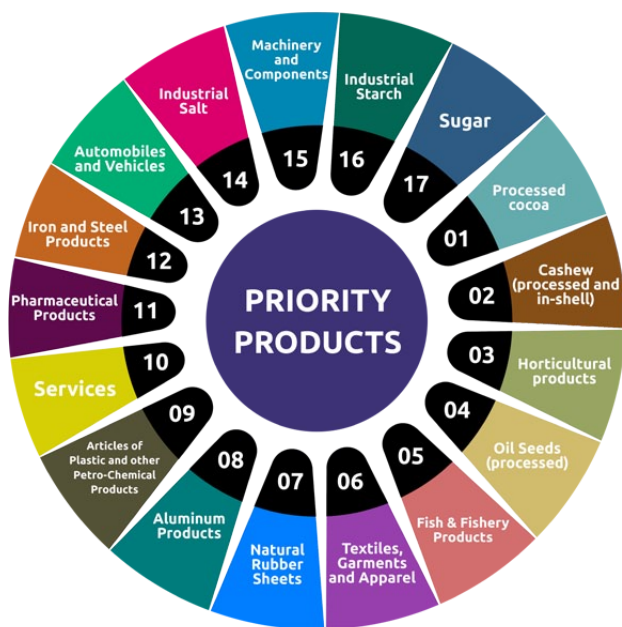 PRIORITY
PRODUCTS
01
Processed
cocoa
02
Cashew
(processed and
in-shell)
03
Horticultural
products
04
Oil Seeds
(processed)
05
Fish & Fishery
Products
06
Textiles,
Garments
and Apparel
07
Natural
Rubber
Sheets
08
Aluminum
Products
09
Articles of
Plastic and other
Petro-Chemical
Products
10
Services
11
Pharmaceutical
Products
12
Iron and Steel
Products
13
Automobiles
and Vehicles
14
Industrial
Salt
15
Machinery
and
Components
16
Industrial
Starch
17
Sugar